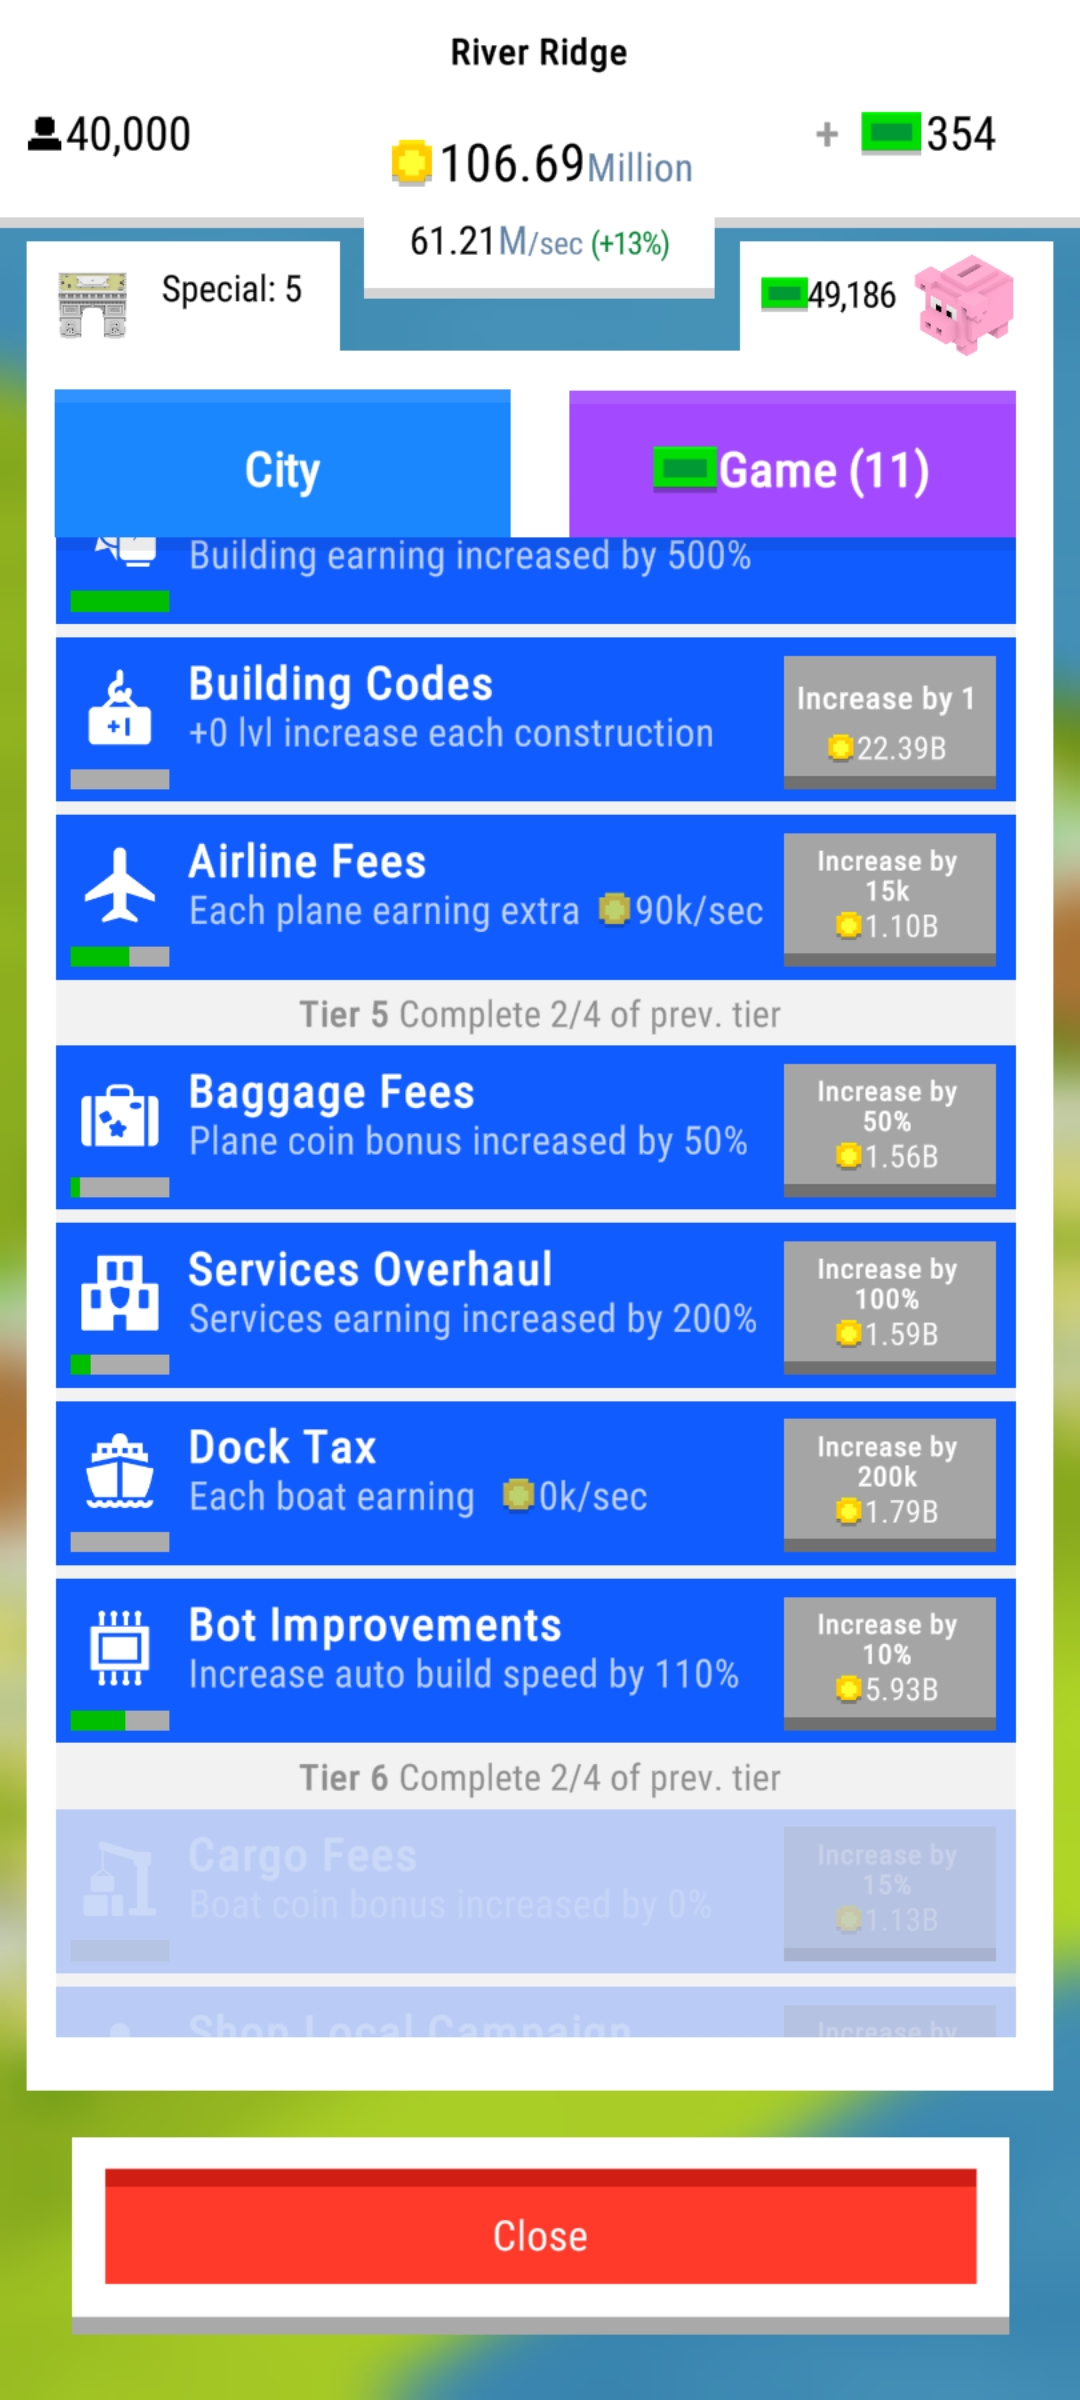 River Ridge
40,000
106.69Million
+ 354
61.21M/sec (+13%)
Special: 5
49,186
City
Game (11)
Building earning increased by 500%
Building Codes
+0 lvl increase each construction
+1
Increase by 1
22.39B
Airline Fees
Each plane earning extra 90k/sec
Increase by
15k
1.10B
Tier 5 Complete 2/4 of prev. tier
Baggage Fees
Plane coin bonus increased by 50%
Increase by
50%
1.56B
Services Overhaul
Services earning increased by 200%
Increase by
100%
1.59B
Dock Tax
Each boat earning 0k/sec
Increase by
200k
1.79B
Bot Improvements
Increase auto build speed by 110%
Increase by
10%
5.93B
Tier 6 Complete 2/4 of prev. tier
Cargo Fees
Boat coin bonus increased by 0%
Increase by
15%
1.13B
Shop Local Campaign
Increase by
Close